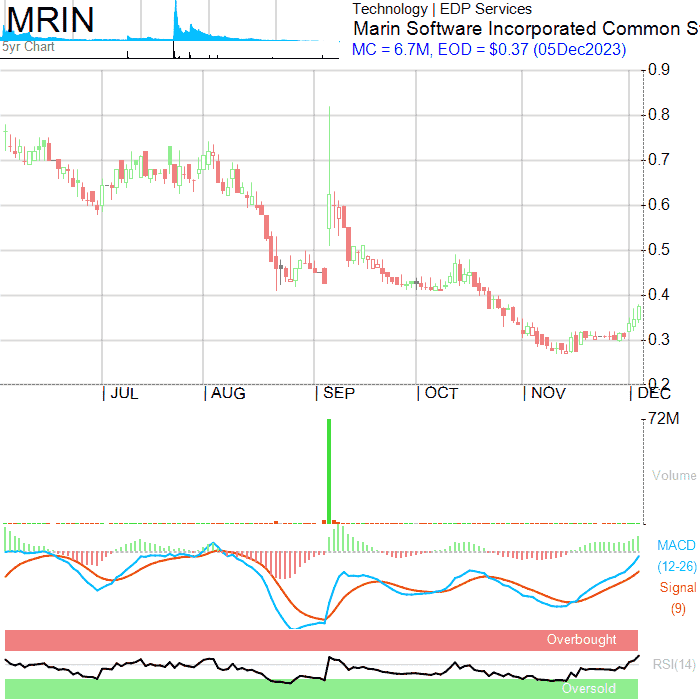 MRIN
5yr Chart
Technology | EDP Services
Marin Software Incorporated Common S
MC = 6.7M, EOD = $0.37 (05Dec2023)
0.9
0.8
0.7
0.6
0.5
0.4
0.3
0.2
| JUL | AUG | SEP | OCT | NOV | DEC
72M
Volume
MACD
(12-26)
Signal
(9)
Overbought
RSI(14)
Oversold